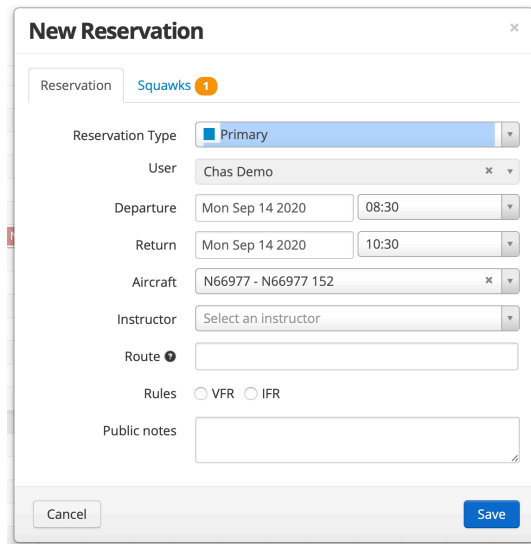 New Reservation ×
Reservation Squawks 1
Reservation Type Primary
User Chas Demo
Departure Mon Sep 14 2020 08:30
Return Mon Sep 14 2020 10:30
Aircraft N66977 - N66977 152
Instructor Select an instructor
Route ?
Rules VFR IFR
Public notes
Cancel Save